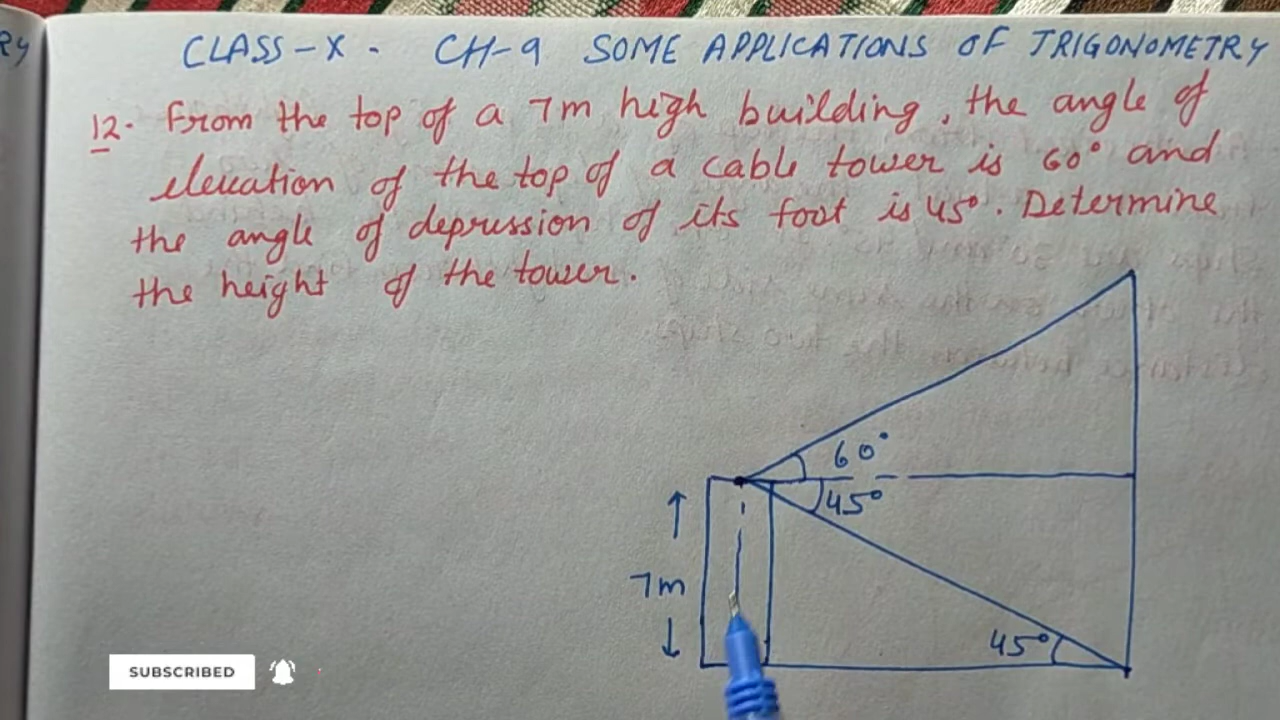 RY
CLASS-X. CH-9 SOME APPLICATIONS OF TRIGONOMETRY
12. From the top of a 7m high building, the angle of
elevation of the top of a cable tower is 60° and
the angle of depression of its foot is 45°. Determine
the height of the tower.
60°
45°
7m
45°
SUBSCRIBED